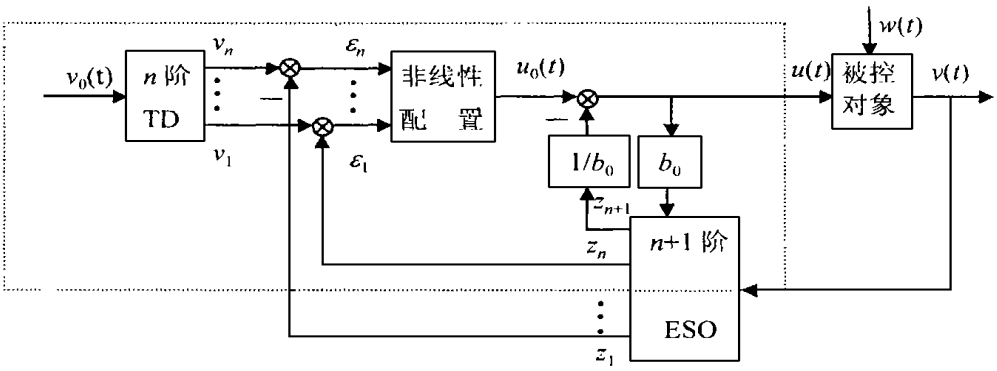 w(t)
v₀(t)
n 阶
TD
vₙ
v₁
—
εₙ
ε₁
非线性
配 置
u₀(t)
—
u(t)
被控
对象
v(t)
1/b₀
b₀
zₙ₊₁
zₙ
n+1 阶
ESO
z₁